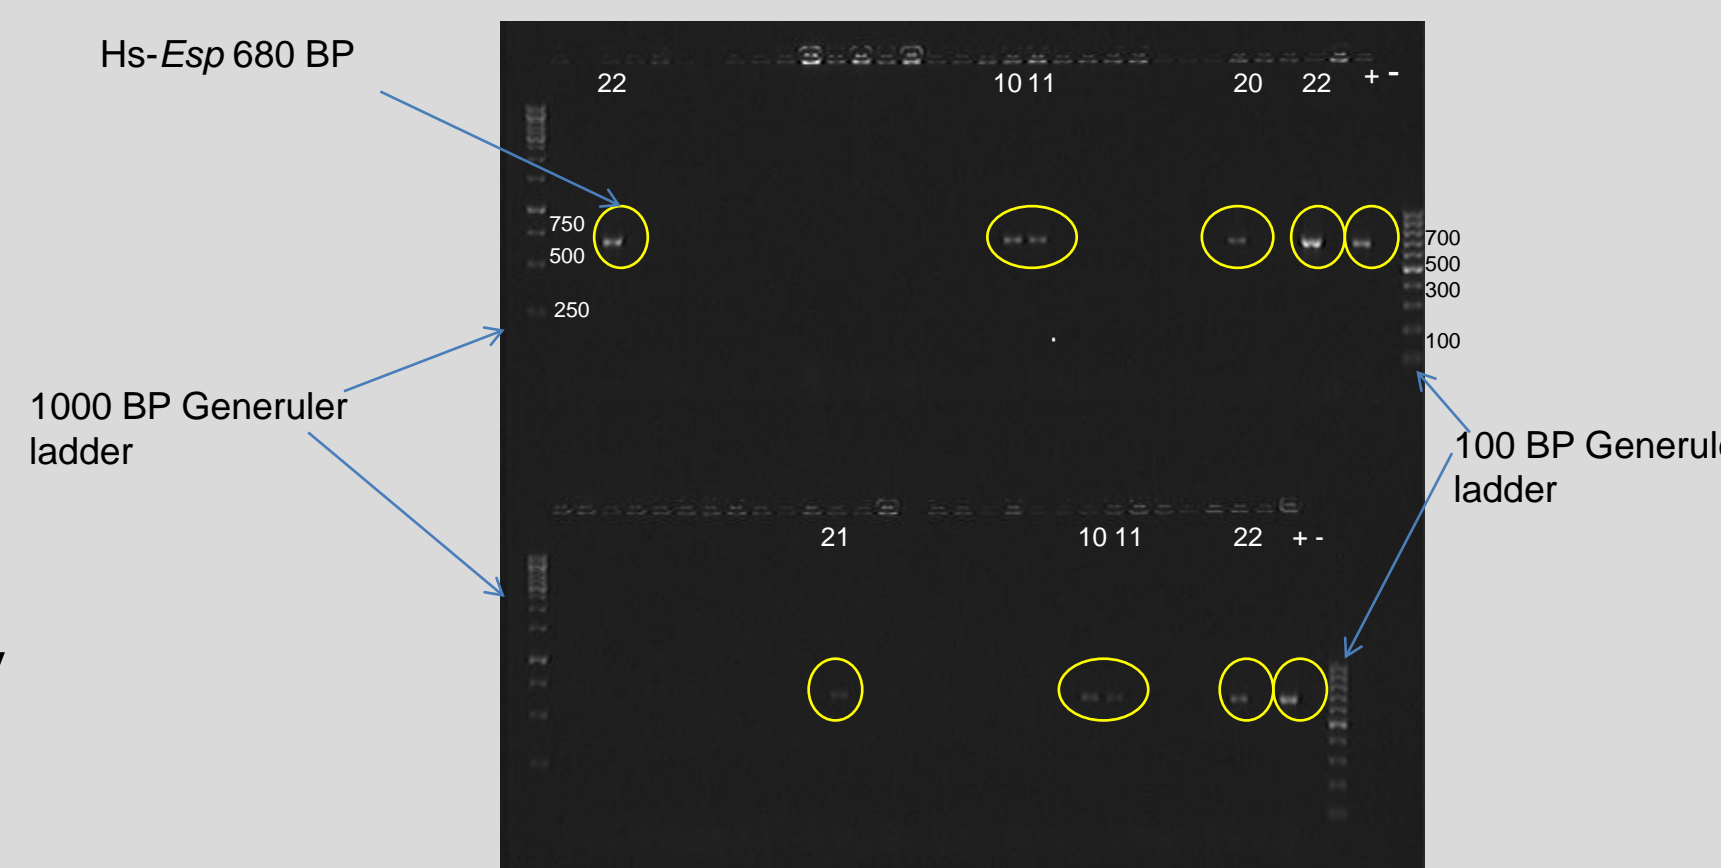 Hs-Esp 680 BP
22 10 11 20 22 + -
750
500
250
700
500
300
100
1000 BP Generuler
ladder
100 BP Generule
ladder
21 10 11 22 + -